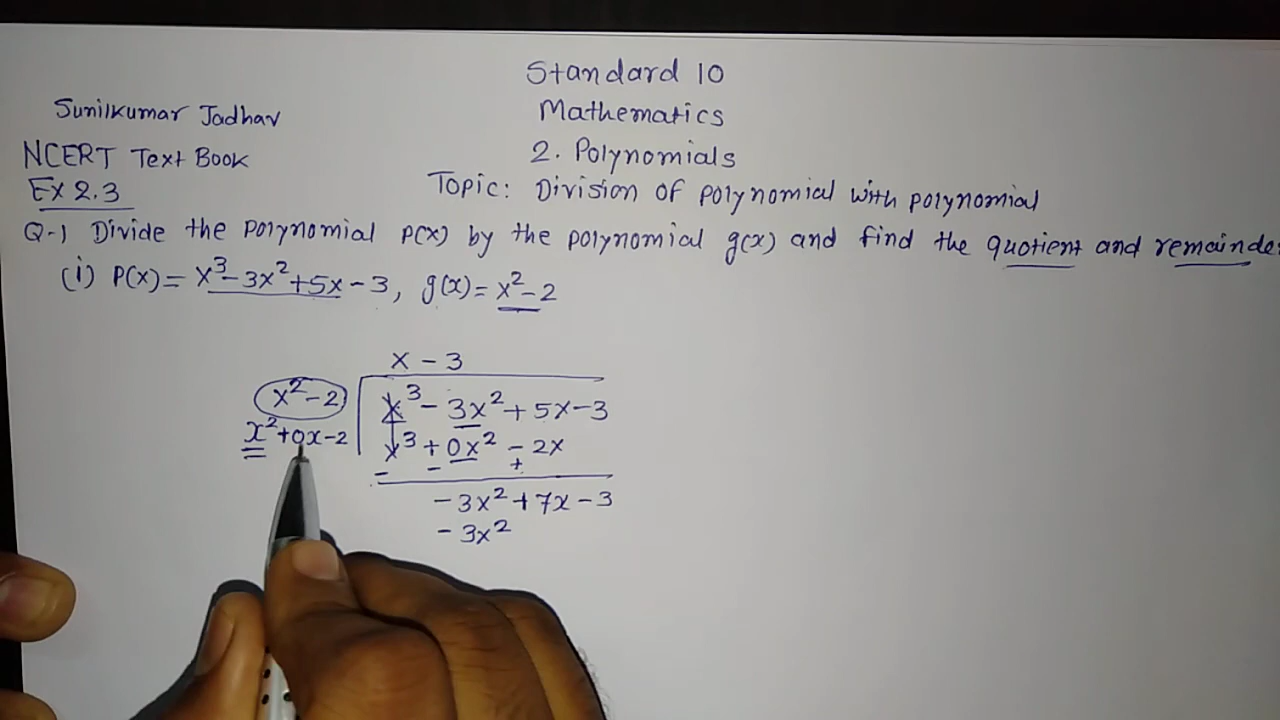 Standard 10
Sunilkumar Jadhav
Mathematics
NCERT Text Book
2. Polynomials
Ex 2.3
Topic: Division of polynomial with polynomial
Q-1 Divide the polynomial p(x) by the polynomial g(x) and find the quotient and remainde
(i) P(x) = x³ - 3x² + 5x - 3, g(x) = x² - 2
x - 3
x² - 2
x³ - 3x² + 5x - 3
x² + 0x - 2
x³ + 0x² - 2x
- - +
- 3x² + 7x - 3
- 3x²